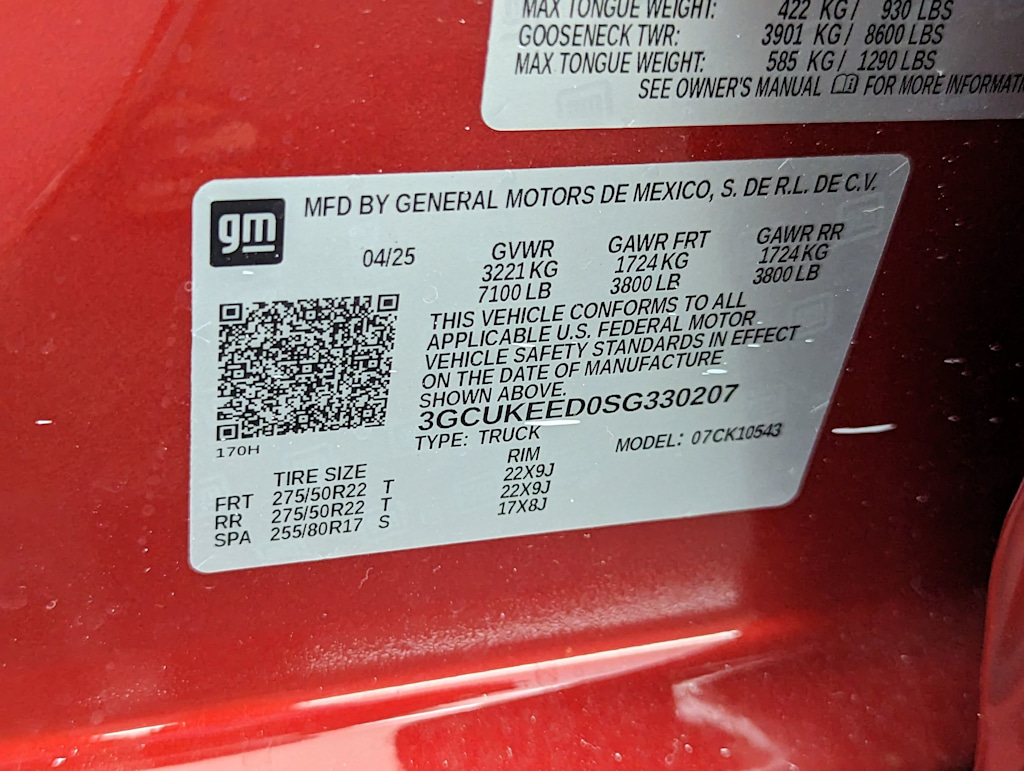 MAX TONGUE WEIGHT: 422 KG / 930 LBS
GOOSENECK TWR: 3901 KG / 8600 LBS
MAX TONGUE WEIGHT: 585 KG / 1290 LBS
SEE OWNER'S MANUAL FOR MORE INFORMATI
gm
MFD BY GENERAL MOTORS DE MEXICO, S. DE R.L. DE C.V.
04/25 GVWR GAWR FRT GAWR RR
3221 KG 1724 KG 1724 KG
7100 LB 3800 LB 3800 LB
THIS VEHICLE CONFORMS TO ALL
APPLICABLE U.S. FEDERAL MOTOR
VEHICLE SAFETY STANDARDS IN EFFECT
ON THE DATE OF MANUFACTURE
SHOWN ABOVE.
3GCUKEED0SG330207
170H
TYPE: TRUCK MODEL: 07CK10543
TIRE SIZE RIM
FRT 275/50R22 T 22X9J
RR 275/50R22 T 22X9J
SPA 255/80R17 S 17X8J